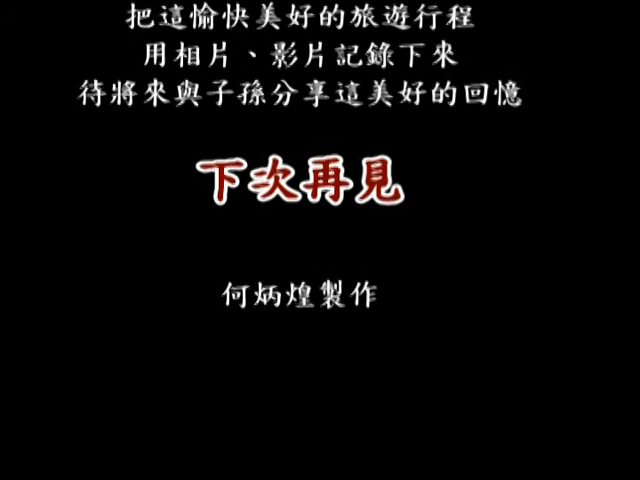 把這愉快美好的旅遊行程
用相片、影片記錄下來
待將來與子孫分享這美好的回憶
下次再見
何炳煌製作